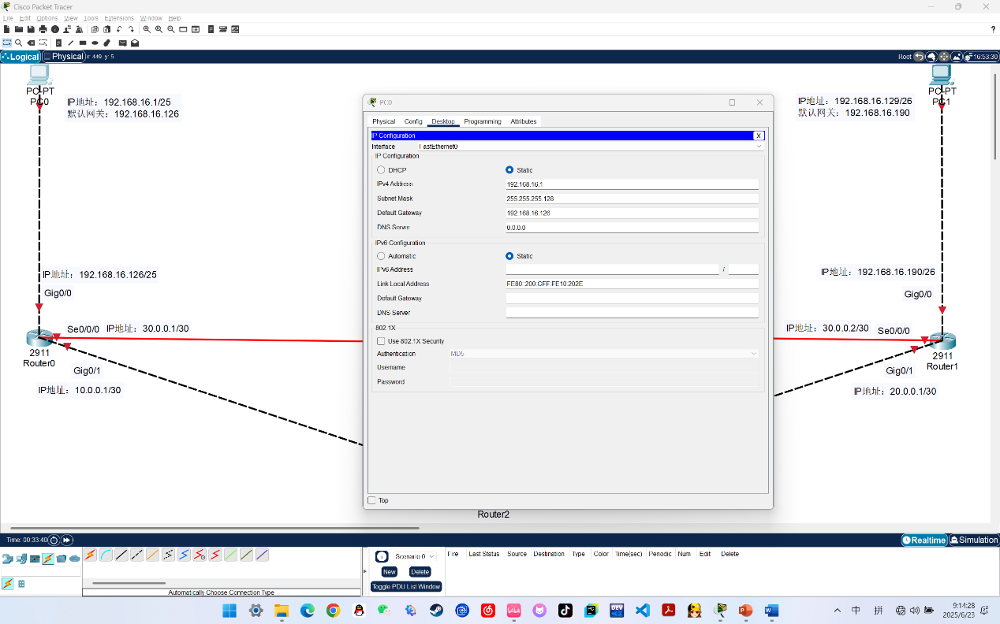 Cisco Packet Tracer
File Edit Options View Tools Extensions Window Help
?
Logical Physical x: 449, y: 5 Root 16:53:30
PC-PT
PC0
IP地址：192.168.16.1/25
默认网关：192.168.16.126
IP地址：192.168.16.129/26
默认网关：192.168.16.190
PC-PT
PC1
PC0
Physical Config Desktop Programming Attributes
IP Configuration X
Interface FastEthernet0
IP Configuration
DHCP Static
IPv4 Address 192.168.16.1
Subnet Mask 255.255.255.128
Default Gateway 192.168.16.126
DNS Server 0.0.0.0
IPv6 Configuration
Automatic Static
IPv6 Address /
Link Local Address FE80::200:CFF:FE10:202E
Default Gateway
DNS Server
802.1X
Use 802.1X Security
Authentication MD5
Username
Password
Top
IP地址：192.168.16.126/25
Gig0/0
Se0/0/0 IP地址：30.0.0.1/30
2911
Router0
Gig0/1
IP地址：10.0.0.1/30
IP地址：192.168.16.190/26
Gig0/0
IP地址：30.0.0.2/30 Se0/0/0
2911
Router1
Gig0/1
IP地址：20.0.0.1/30
Router2
Time: 00:33:40 Realtime Simulation
Scenario 0
New Delete
Toggle PDU List Window
Fire Last Status Source Destination Type Color Time(sec) Periodic Num Edit Delete
Automatically Choose Connection Type
中 拼
9:14:28
2025/6/23